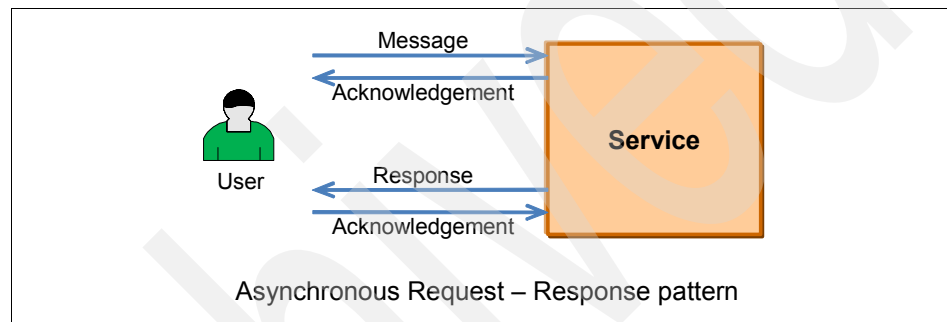 Message
Acknowledgement
Service
User
Response
Acknowledgement
Asynchronous Request – Response pattern